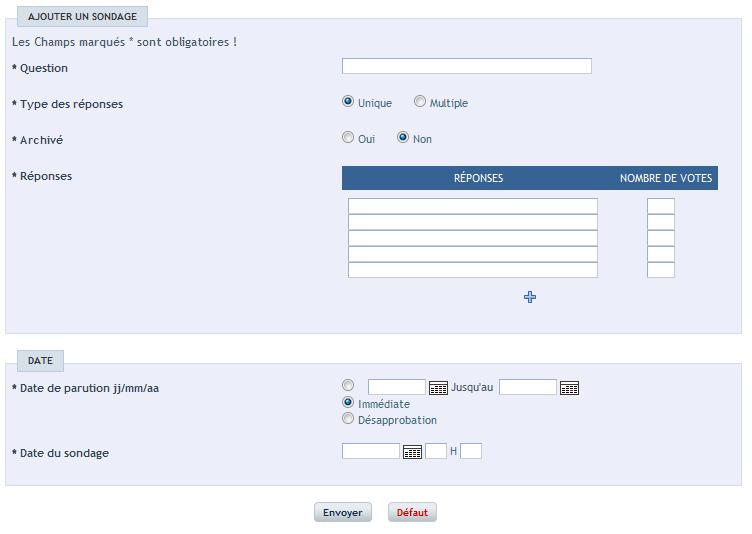 AJOUTER UN SONDAGE
Les Champs marqués * sont obligatoires !
* Question
* Type des réponses Unique Multiple
* Archivé Oui Non
* Réponses RÉPONSES NOMBRE DE VOTES
DATE
* Date de parution jj/mm/aa Jusqu'au
Immédiate
Désapprobation
* Date du sondage H
Envoyer Défaut